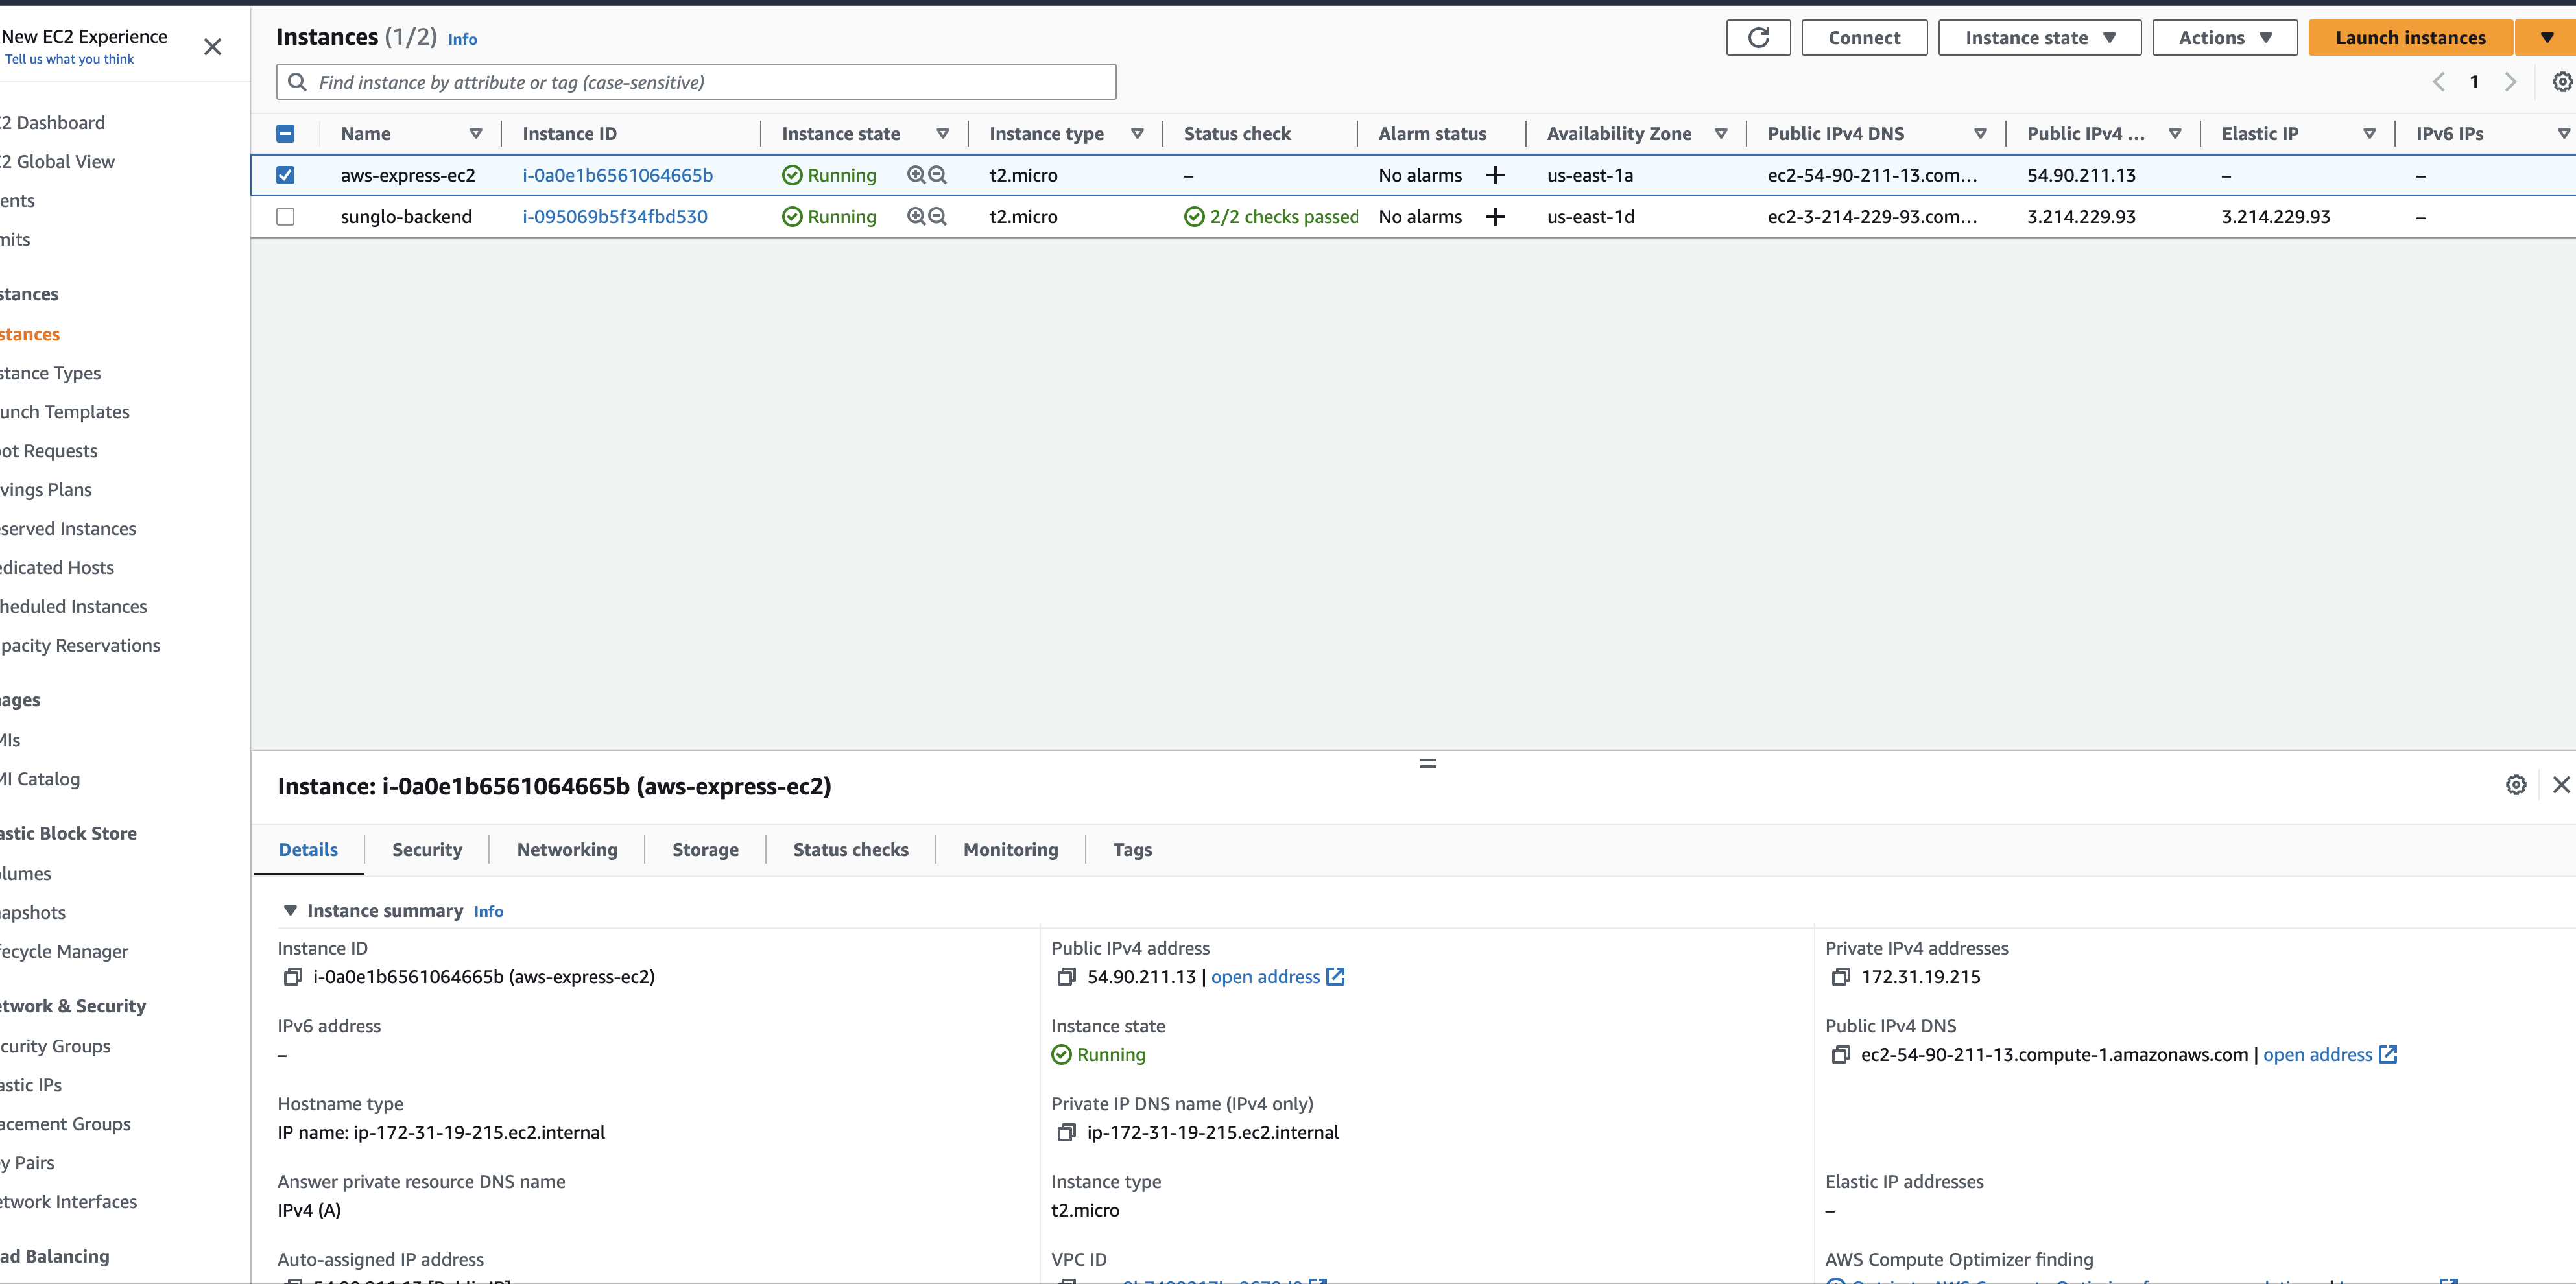 New EC2 Experience
Tell us what you think
2 Dashboard
2 Global View
ents
mits
stances
stances
stance Types
unch Templates
ot Requests
vings Plans
served Instances
edicated Hosts
heduled Instances
pacity Reservations
ages
MIs
MI Catalog
astic Block Store
lumes
apshots
fecycle Manager
etwork & Security
curity Groups
astic IPs
acement Groups
y Pairs
etwork Interfaces
ad Balancing
Instances (1/2) Info
Connect
Instance state
Actions
Launch instances
Find instance by attribute or tag (case-sensitive)
1
Name Instance ID Instance state Instance type Status check Alarm status Availability Zone Public IPv4 DNS Public IPv4 ... Elastic IP IPv6 IPs
aws-express-ec2 i-0a0e1b6561064665b Running t2.micro – No alarms + us-east-1a ec2-54-90-211-13.com... 54.90.211.13 – –
sunglo-backend i-095069b5f34fbd530 Running t2.micro 2/2 checks passed No alarms + us-east-1d ec2-3-214-229-93.com... 3.214.229.93 3.214.229.93 –
Instance: i-0a0e1b6561064665b (aws-express-ec2)
Details Security Networking Storage Status checks Monitoring Tags
Instance summary Info
Instance ID
i-0a0e1b6561064665b (aws-express-ec2)
Public IPv4 address
54.90.211.13 | open address
Private IPv4 addresses
172.31.19.215
IPv6 address
–
Instance state
Running
Public IPv4 DNS
ec2-54-90-211-13.compute-1.amazonaws.com | open address
Hostname type
IP name: ip-172-31-19-215.ec2.internal
Private IP DNS name (IPv4 only)
ip-172-31-19-215.ec2.internal
Answer private resource DNS name
IPv4 (A)
Instance type
t2.micro
Elastic IP addresses
–
Auto-assigned IP address
VPC ID
AWS Compute Optimizer finding